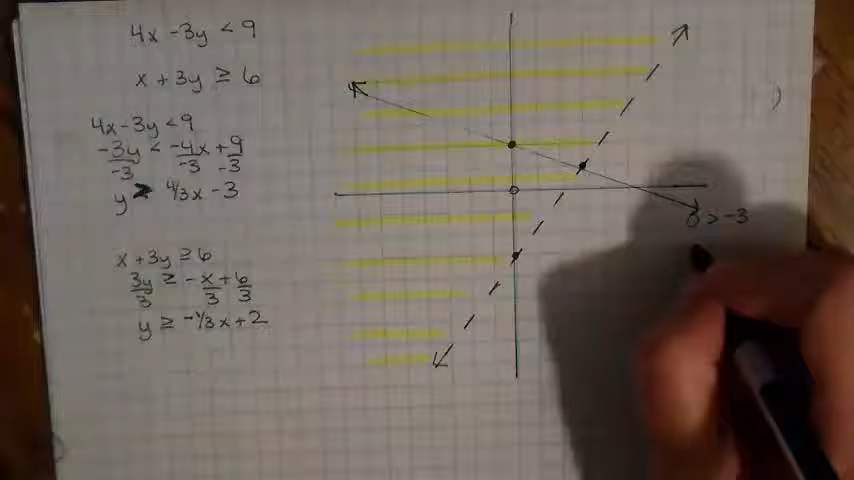 4x - 3y < 9
x + 3y ≥ 6
4x - 3y < 9
-3y/-3 < -4x/-3 + 9/-3
y > 4/3x - 3
x + 3y ≥ 6
3y/3 ≥ -x/3 + 6/3
y ≥ -1/3x + 2
0 > -3